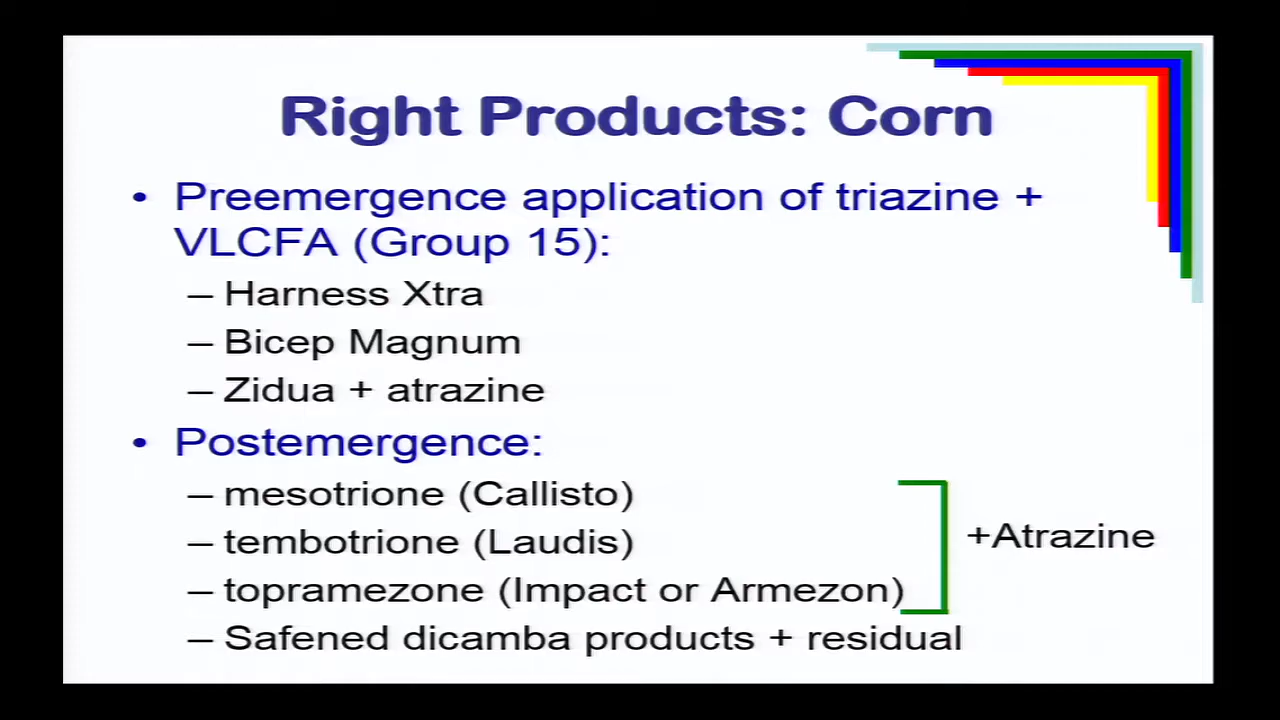 Right Products: Corn
• Preemergence application of triazine +
VLCFA (Group 15):
– Harness Xtra
– Bicep Magnum
– Zidua + atrazine
• Postemergence:
– mesotrione (Callisto)
– tembotrione (Laudis)
+Atrazine
– topramezone (Impact or Armezon)
– Safened dicamba products + residual